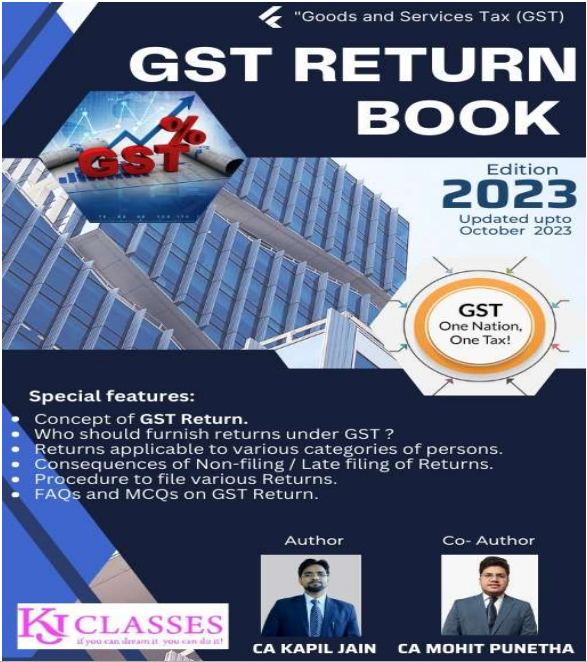 "Goods and Services Tax (GST)
GST RETURN
BOOK
GST%
Edition
2023
Updated upto
October 2023
GST
One Nation,
One Tax!
Special features:
• Concept of GST Return.
• Who should furnish returns under GST ?
• Returns applicable to various categories of persons.
• Consequences of Non-filing / Late filing of Returns.
• Procedure to file various Returns.
• FAQs and MCQs on GST Return.
Author
Co- Author
KJ CLASSES
if you can dream it you can do it!
CA KAPIL JAIN
CA MOHIT PUNETHA